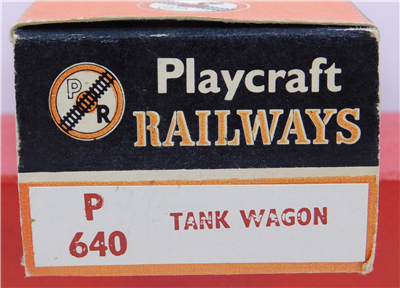 P
R
Playcraft
RAILWAYS
P
640
TANK WAGON